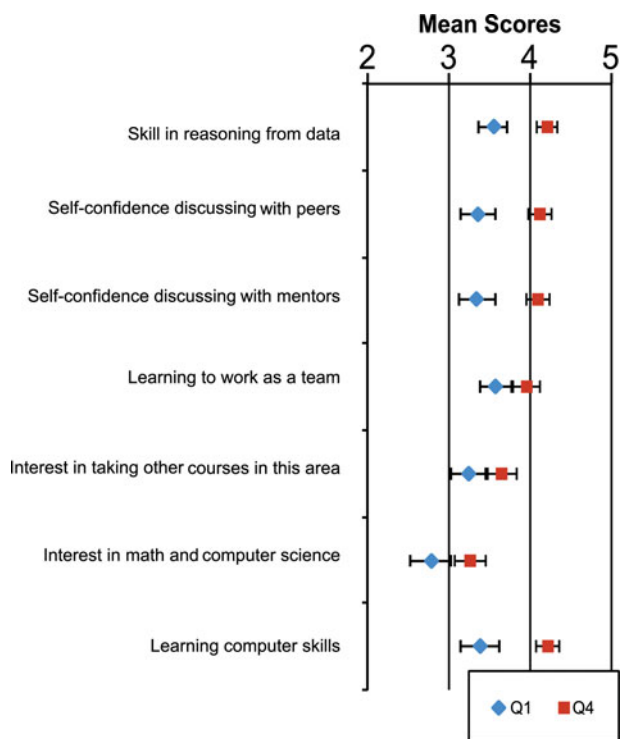 Mean Scores
2 3 4 5
Skill in reasoning from data
Self-confidence discussing with peers
Self-confidence discussing with mentors
Learning to work as a team
Interest in taking other courses in this area
Interest in math and computer science
Learning computer skills
Q1 Q4